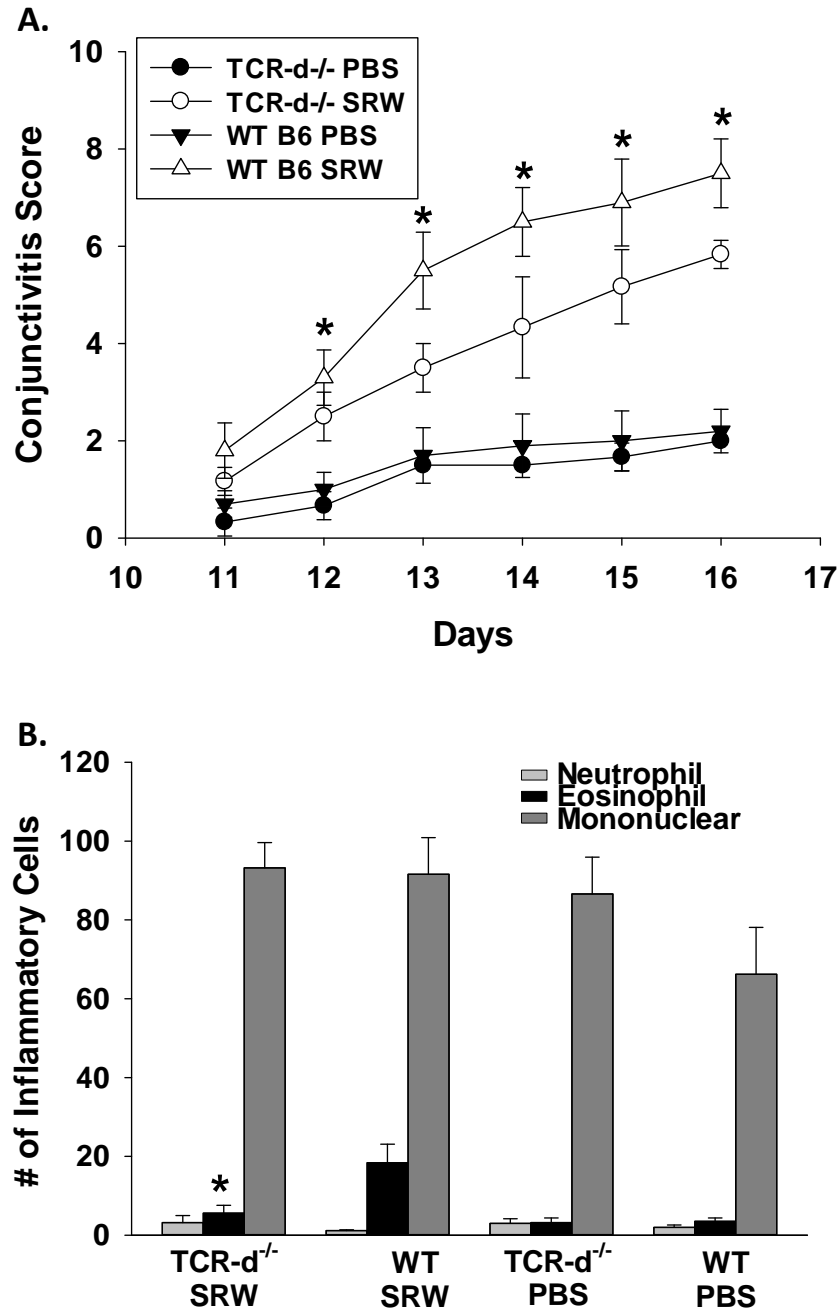 A.
10
8
6
4
2
0
Conjunctivitis Score
TCR-d-/- PBS
TCR-d-/- SRW
WT B6 PBS
WT B6 SRW
*
*
*
*
*
10 11 12 13 14 15 16 17
Days
B.
120
100
80
60
40
20
0
# of Inflammatory Cells
Neutrophil
Eosinophil
Mononuclear
*
TCR-d-/- SRW
WT SRW
TCR-d-/- PBS
WT PBS